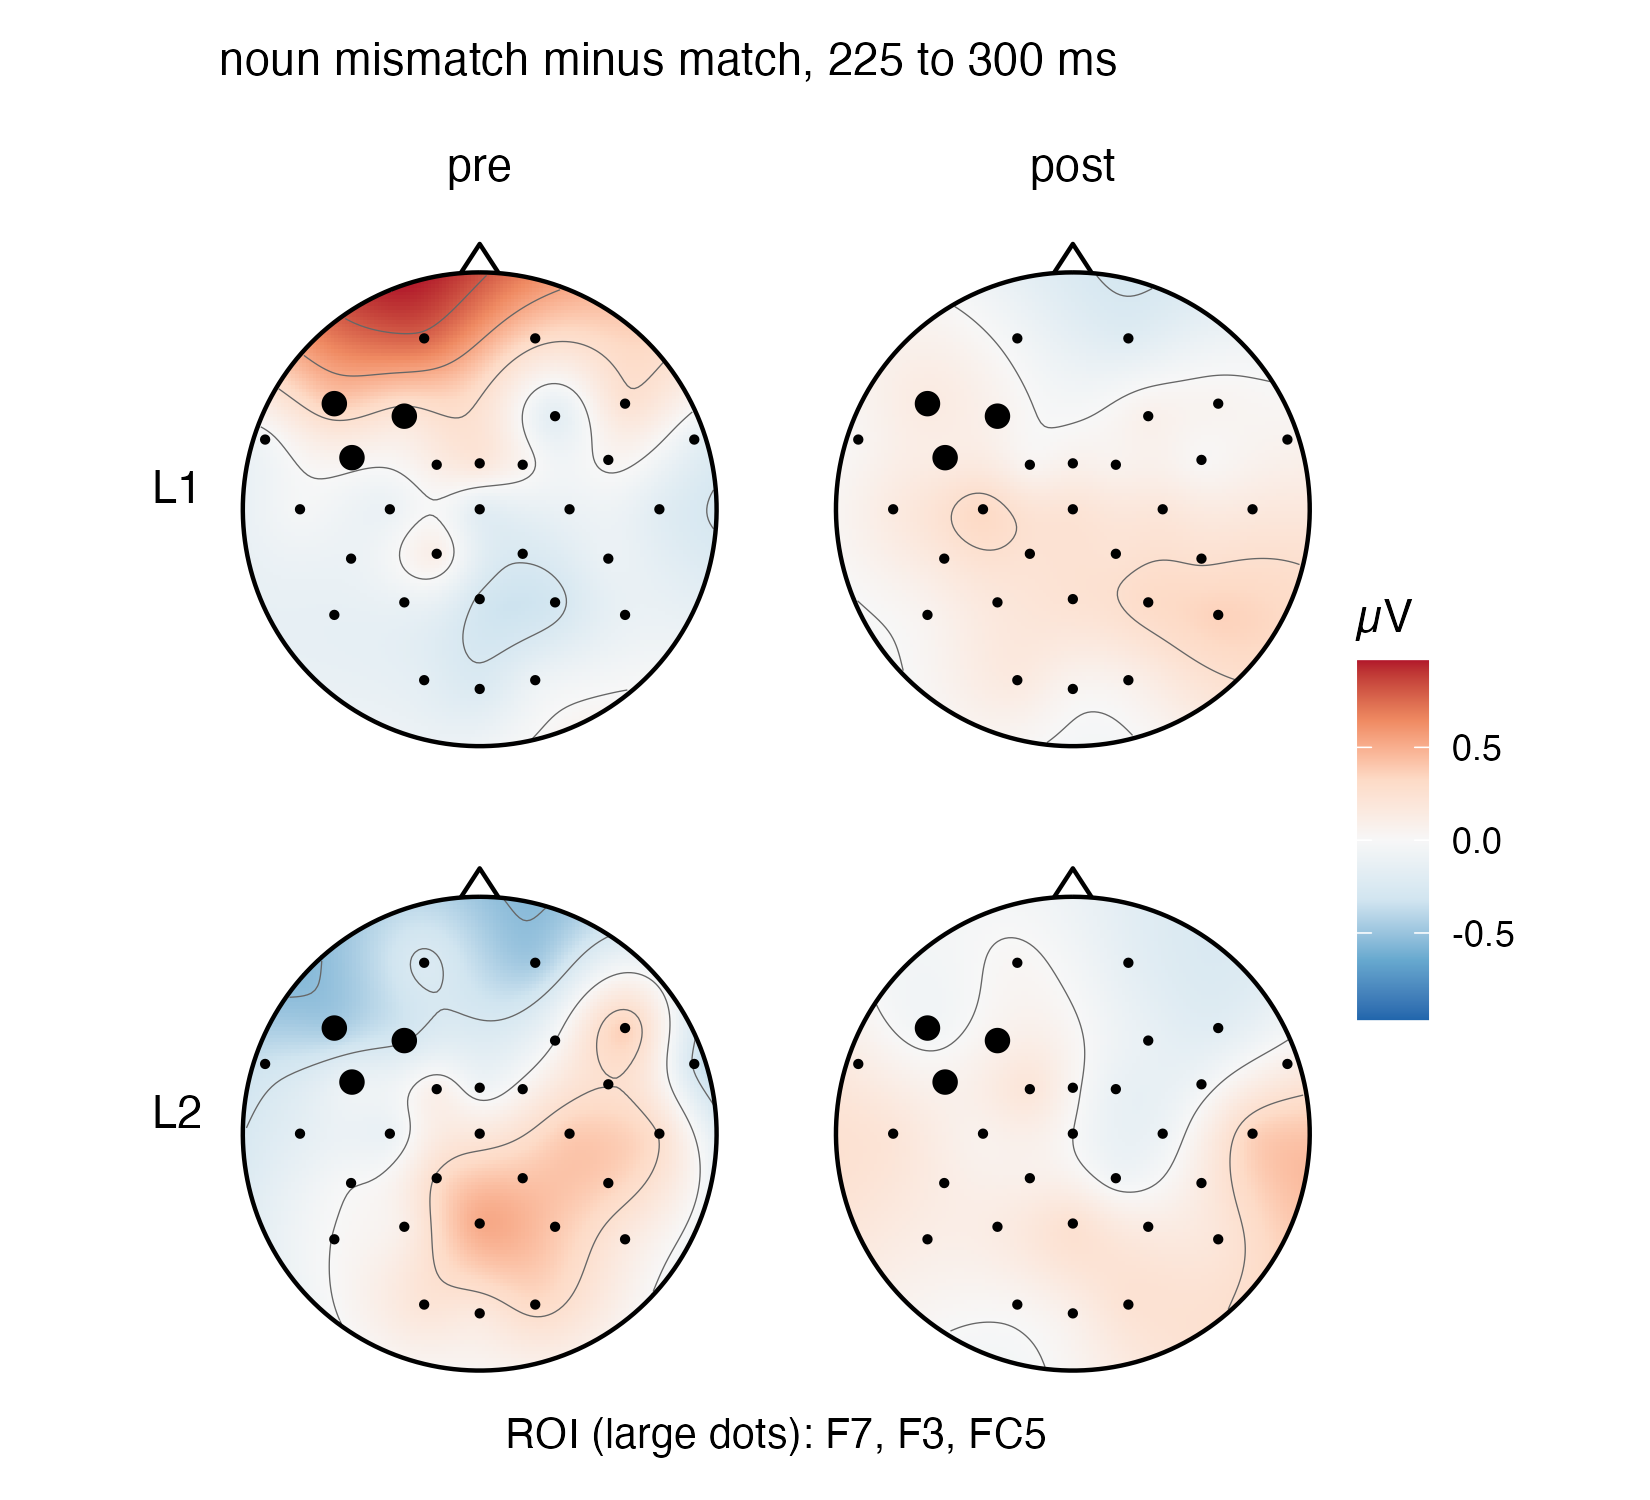 noun mismatch minus match, 225 to 300 ms
pre
post
L1
μV
0.5
0.0
-0.5
L2
ROI (large dots): F7, F3, FC5